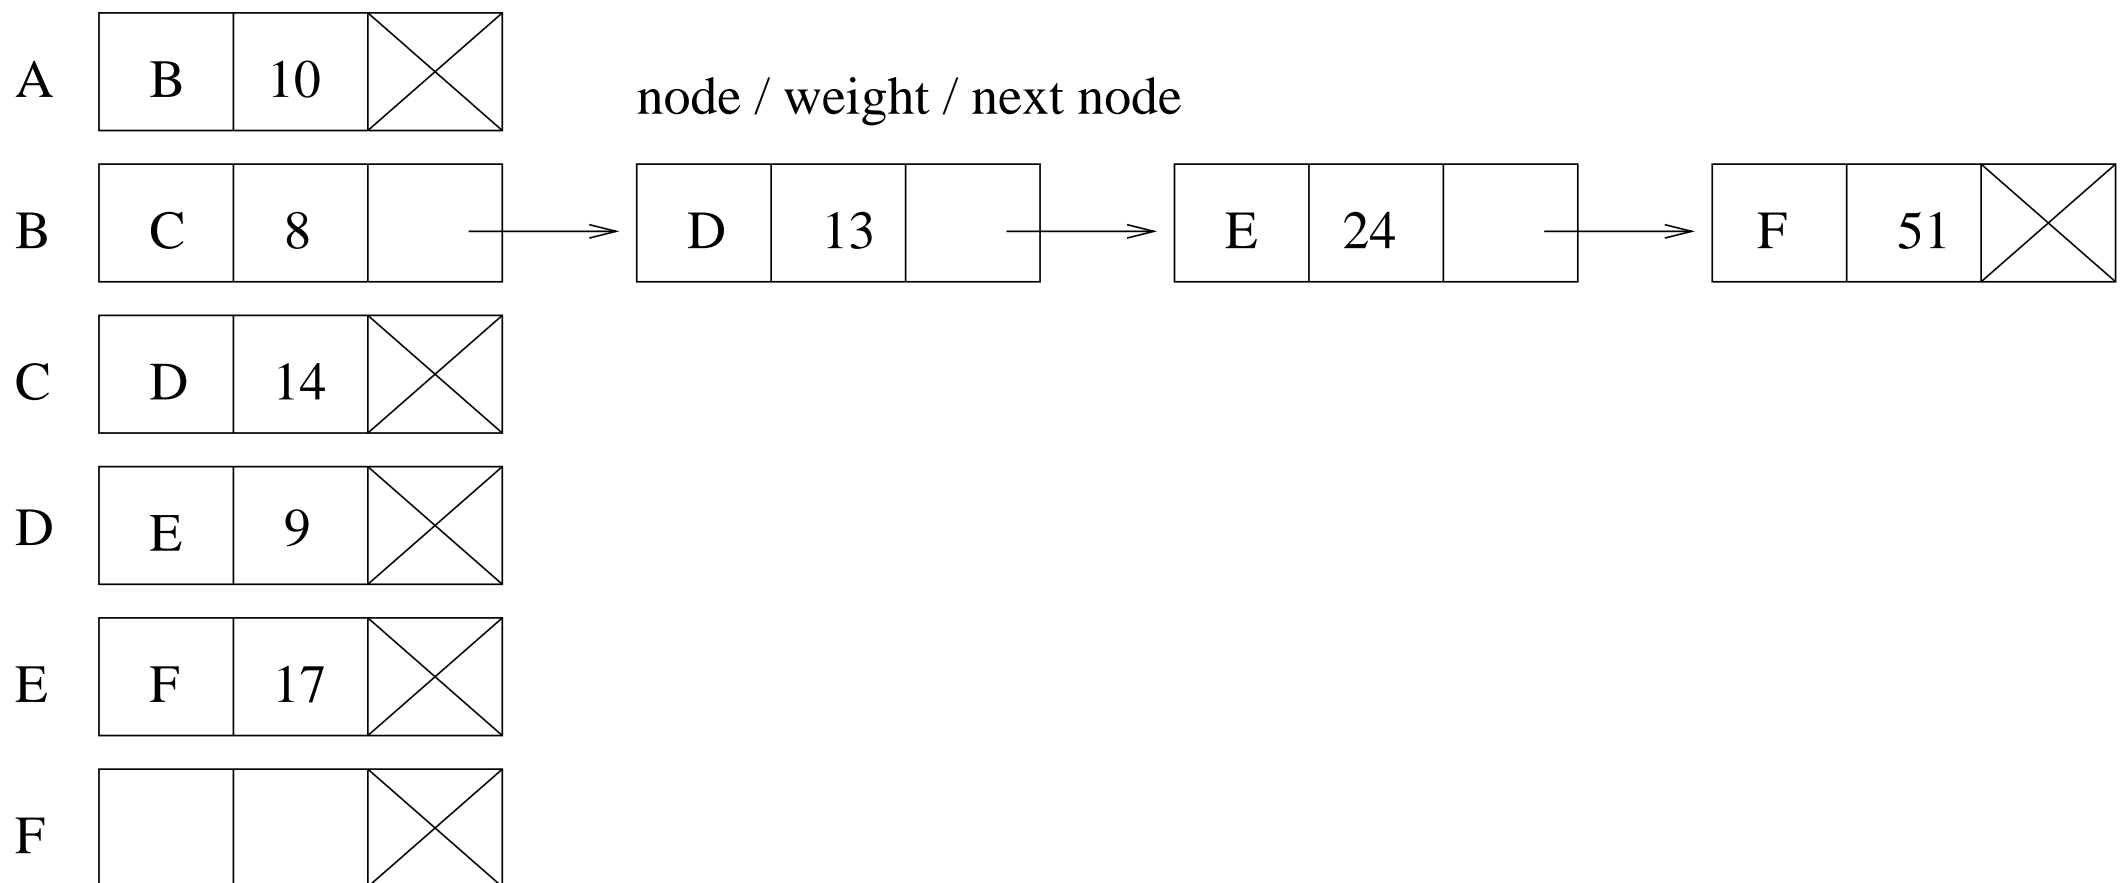 A B 10
node / weight / next node
B C 8 D 13 E 24 F 51
C D 14
D E 9
E F 17
F